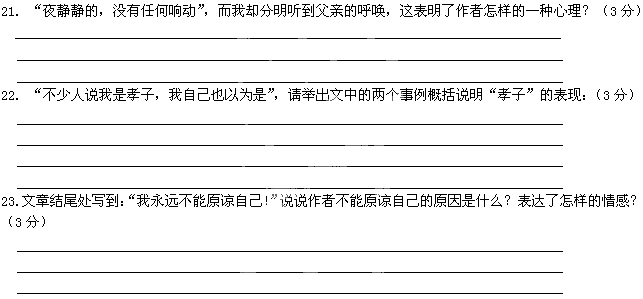 21. “夜静静的，没有任何响动”，而我却分明听到父亲的呼唤，这表明了作者怎样的一种心理？（3分）
22. “不少人说我是孝子，我自己也以为是”，请举出文中的两个事例概括说明“孝子”的表现：（3分）
23.文章结尾处写到：“我永远不能原谅自己！”说说作者不能原谅自己的原因是什么？表达了怎样的情感？
（3分）